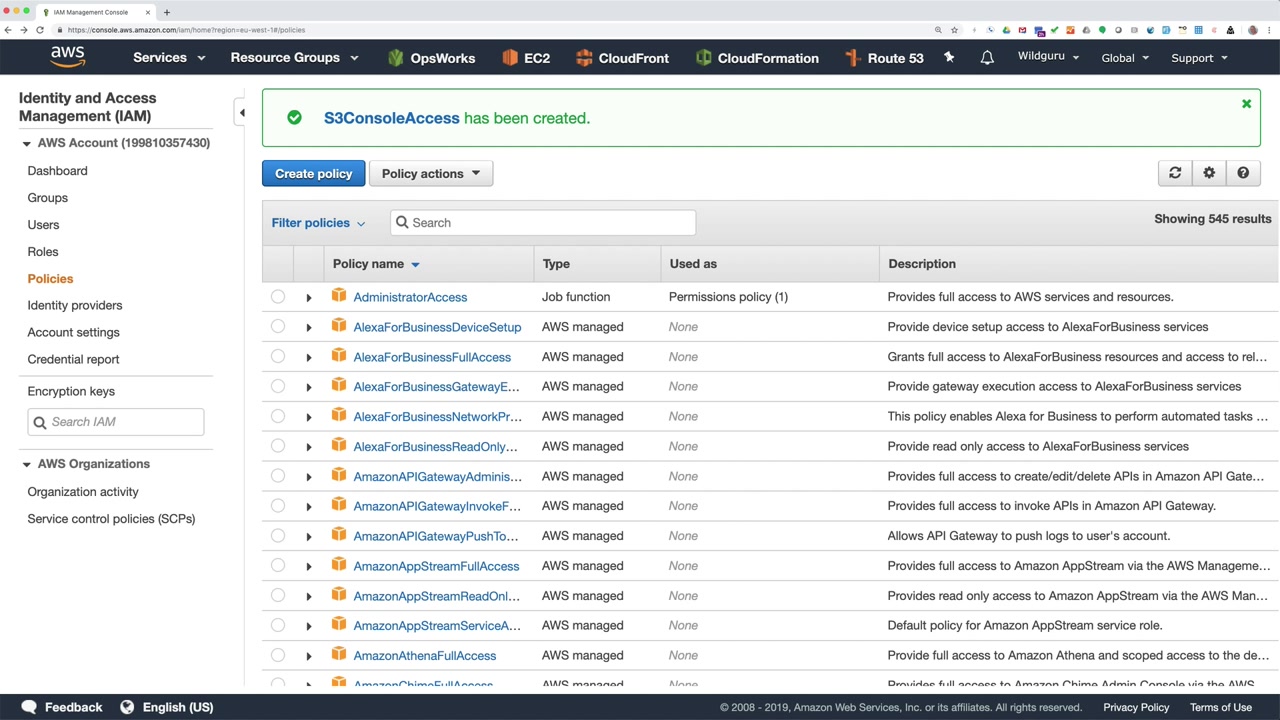 IAM Management Console
https://console.aws.amazon.com/iam/home?region=eu-west-1#/policies
aws
Services
Resource Groups
OpsWorks
EC2
CloudFront
CloudFormation
Route 53
Wildguru
Global
Support
Identity and Access
Management (IAM)
AWS Account (199810357430)
Dashboard
Groups
Users
Roles
Policies
Identity providers
Account settings
Credential report
Encryption keys
Search IAM
AWS Organizations
Organization activity
Service control policies (SCPs)
S3ConsoleAccess has been created.
Create policy
Policy actions
Filter policies
Search
Showing 545 results
Policy name Type Used as Description
AdministratorAccess Job function Permissions policy (1) Provides full access to AWS services and resources.
AlexaForBusinessDeviceSetup AWS managed None Provide device setup access to AlexaForBusiness services
AlexaForBusinessFullAccess AWS managed None Grants full access to AlexaForBusiness resources and access to rel...
AlexaForBusinessGatewayE... AWS managed None Provide gateway execution access to AlexaForBusiness services
AlexaForBusinessNetworkPr... AWS managed None This policy enables Alexa for Business to perform automated tasks ...
AlexaForBusinessReadOnly... AWS managed None Provide read only access to AlexaForBusiness services
AmazonAPIGatewayAdminis... AWS managed None Provides full access to create/edit/delete APIs in Amazon API Gate...
AmazonAPIGatewayInvokeF... AWS managed None Provides full access to invoke APIs in Amazon API Gateway.
AmazonAPIGatewayPushTo... AWS managed None Allows API Gateway to push logs to user's account.
AmazonAppStreamFullAccess AWS managed None Provides full access to Amazon AppStream via the AWS Manageme...
AmazonAppStreamReadOnl... AWS managed None Provides read only access to Amazon AppStream via the AWS Man...
AmazonAppStreamServiceA... AWS managed None Default policy for Amazon AppStream service role.
AmazonAthenaFullAccess AWS managed None Provide full access to Amazon Athena and scoped access to the de...
AmazonChimeFullAccess AWS managed None Provides full access to Amazon Chime Admin Console via the AWS
Feedback
English (US)
© 2008 - 2019, Amazon Web Services, Inc. or its affiliates. All rights reserved.
Privacy Policy
Terms of Use